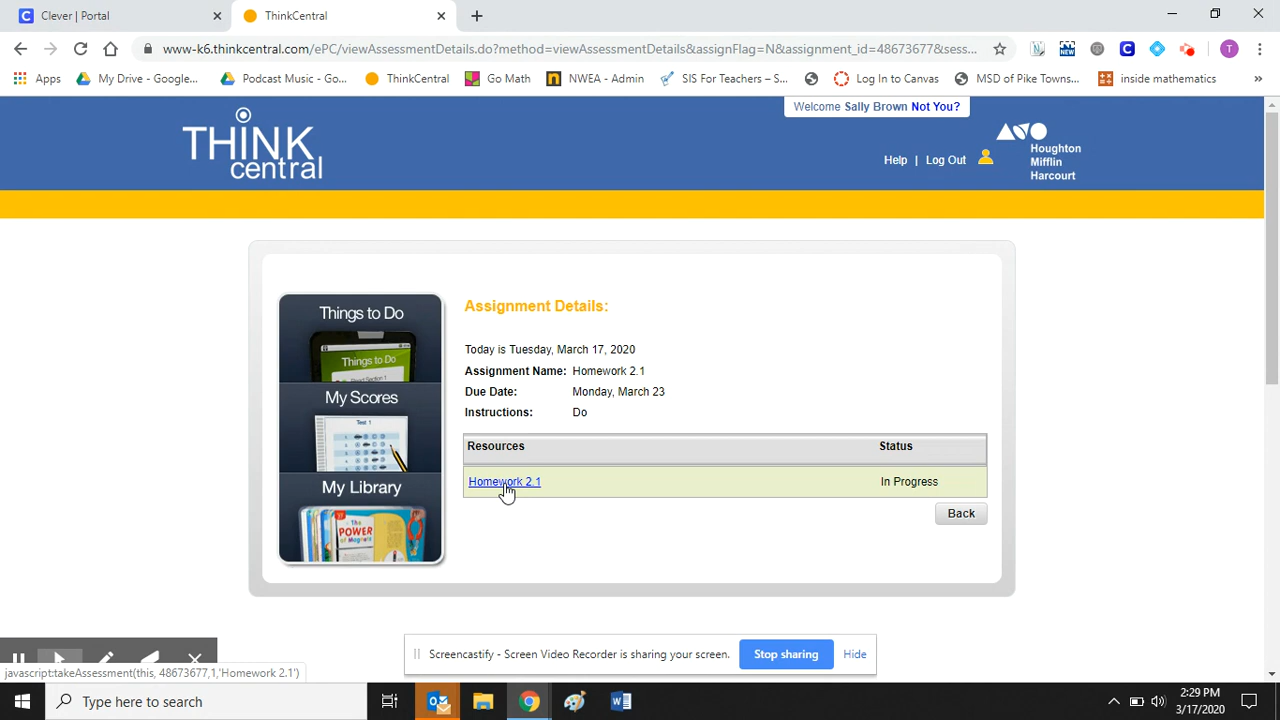 Clever | Portal
ThinkCentral
www-k6.thinkcentral.com/ePC/viewAssessmentDetails.do?method=viewAssessmentDetails&assignFlag=N&assignment_id=48673677&sess...
T
Apps
My Drive - Google...
Podcast Music - Go...
ThinkCentral
Go Math
NWEA - Admin
SIS For Teachers – S...
Log In to Canvas
MSD of Pike Towns...
inside mathematics
»
Welcome Sally Brown Not You?
THINK
central
Help | Log Out
Houghton
Mifflin
Harcourt
Things to Do
Things to Do
My Scores
Test 1
My Library
The
POWER
of Magnets
Assignment Details:
Today is Tuesday, March 17, 2020
Assignment Name: Homework 2.1
Due Date: Monday, March 23
Instructions: Do
Resources Status
Homework 2.1 In Progress
Back
Screencastify - Screen Video Recorder is sharing your screen.
Stop sharing
Hide
javascript:takeAssessment(this, 48673677,1,'Homework 2.1')
Type here to search
2:29 PM
3/17/2020